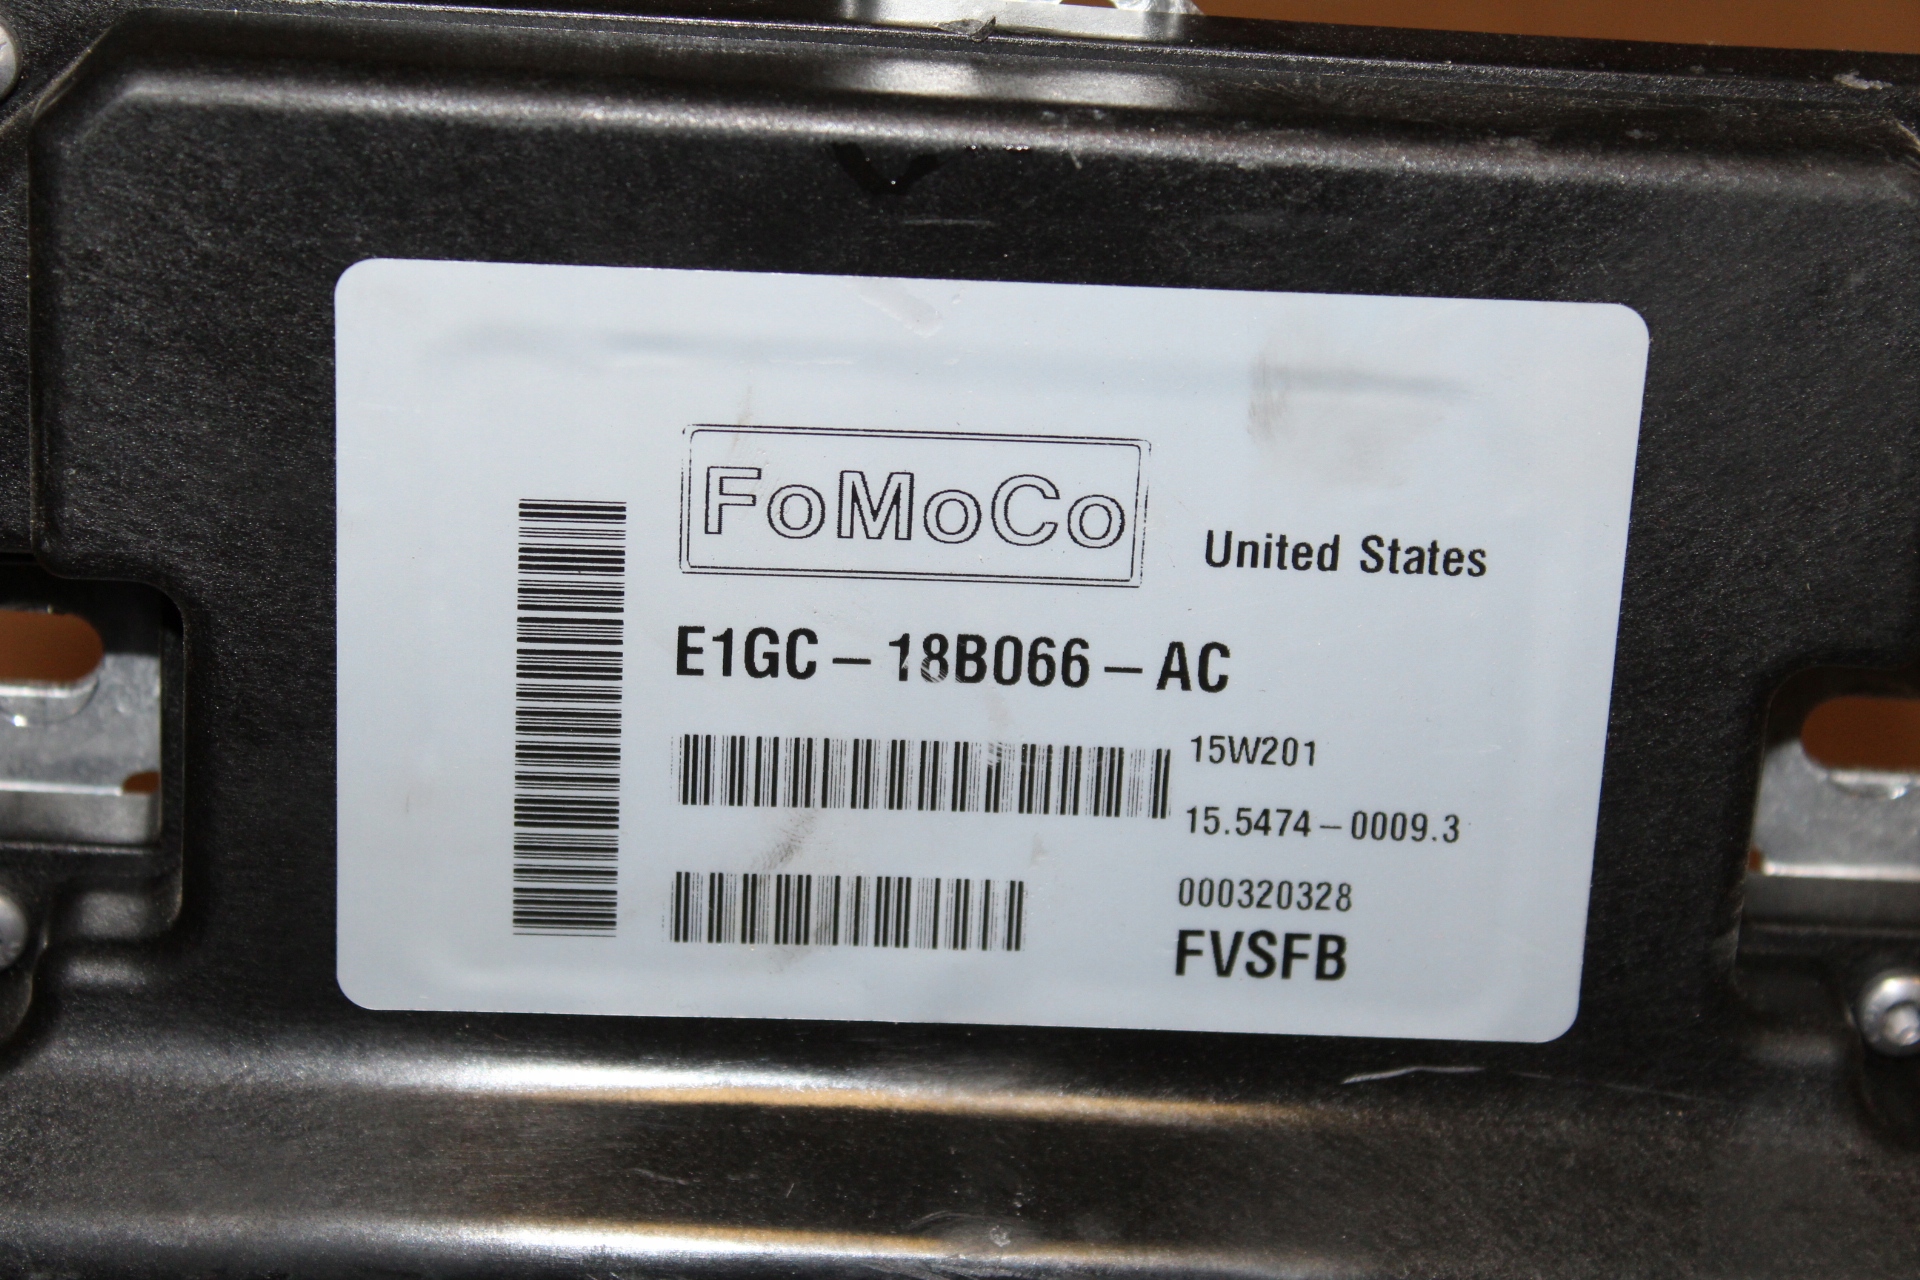 FoMoCo
United States
E1GC-18B066-AC
15W201
15.5474-0009.3
000320328
FVSFB